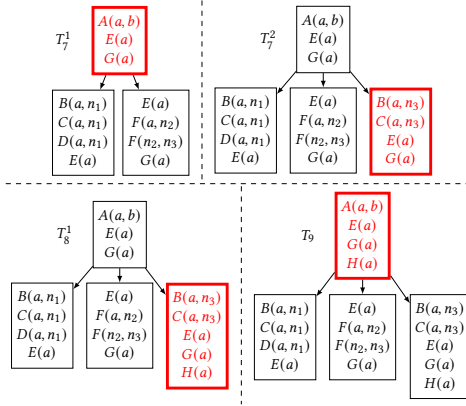 T_7^1
A(a, b)
E(a)
G(a)
B(a, n_1)
C(a, n_1)
D(a, n_1)
E(a)
E(a)
F(a, n_2)
F(n_2, n_3)
G(a)
T_7^2
A(a, b)
E(a)
G(a)
B(a, n_1)
C(a, n_1)
D(a, n_1)
E(a)
E(a)
F(a, n_2)
F(n_2, n_3)
G(a)
B(a, n_3)
C(a, n_3)
E(a)
G(a)
T_8^1
A(a, b)
E(a)
G(a)
B(a, n_1)
C(a, n_1)
D(a, n_1)
E(a)
E(a)
F(a, n_2)
F(n_2, n_3)
G(a)
B(a, n_3)
C(a, n_3)
E(a)
G(a)
H(a)
T_9
A(a, b)
E(a)
G(a)
H(a)
B(a, n_1)
C(a, n_1)
D(a, n_1)
E(a)
E(a)
F(a, n_2)
F(n_2, n_3)
G(a)
B(a, n_3)
C(a, n_3)
E(a)
G(a)
H(a)